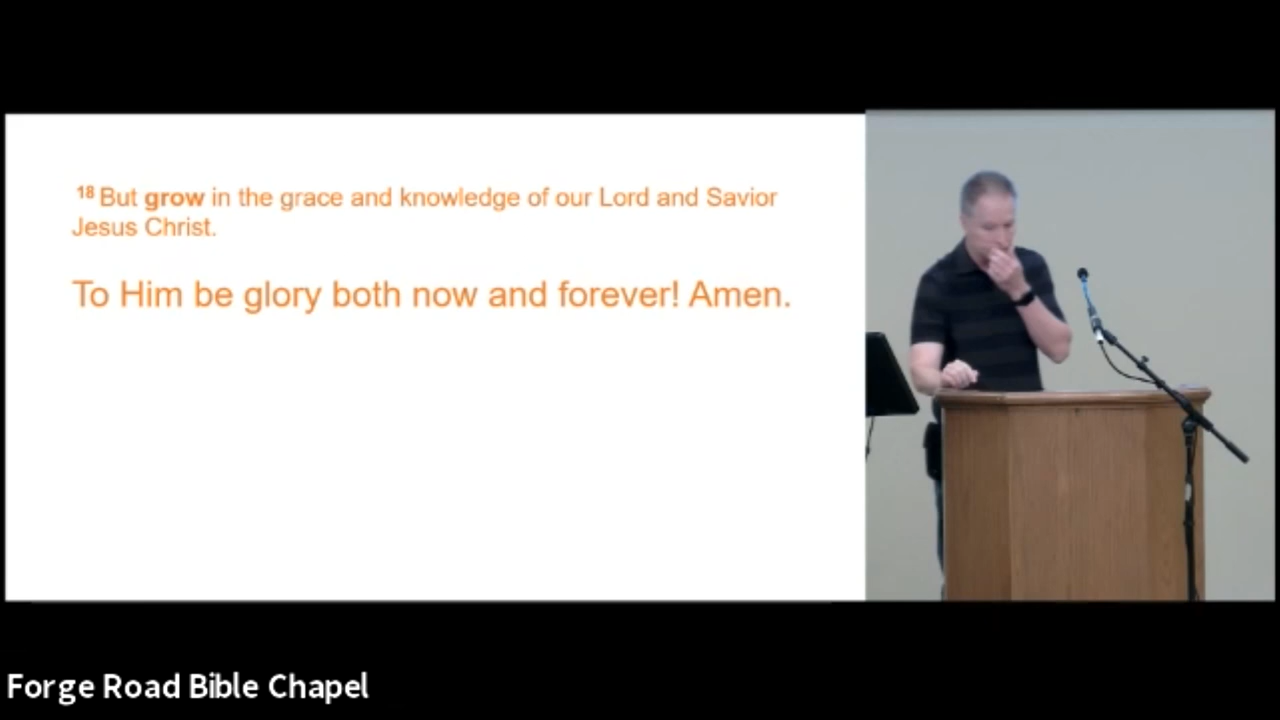 18 But grow in the grace and knowledge of our Lord and Savior
Jesus Christ.
To Him be glory both now and forever! Amen.
Forge Road Bible Chapel